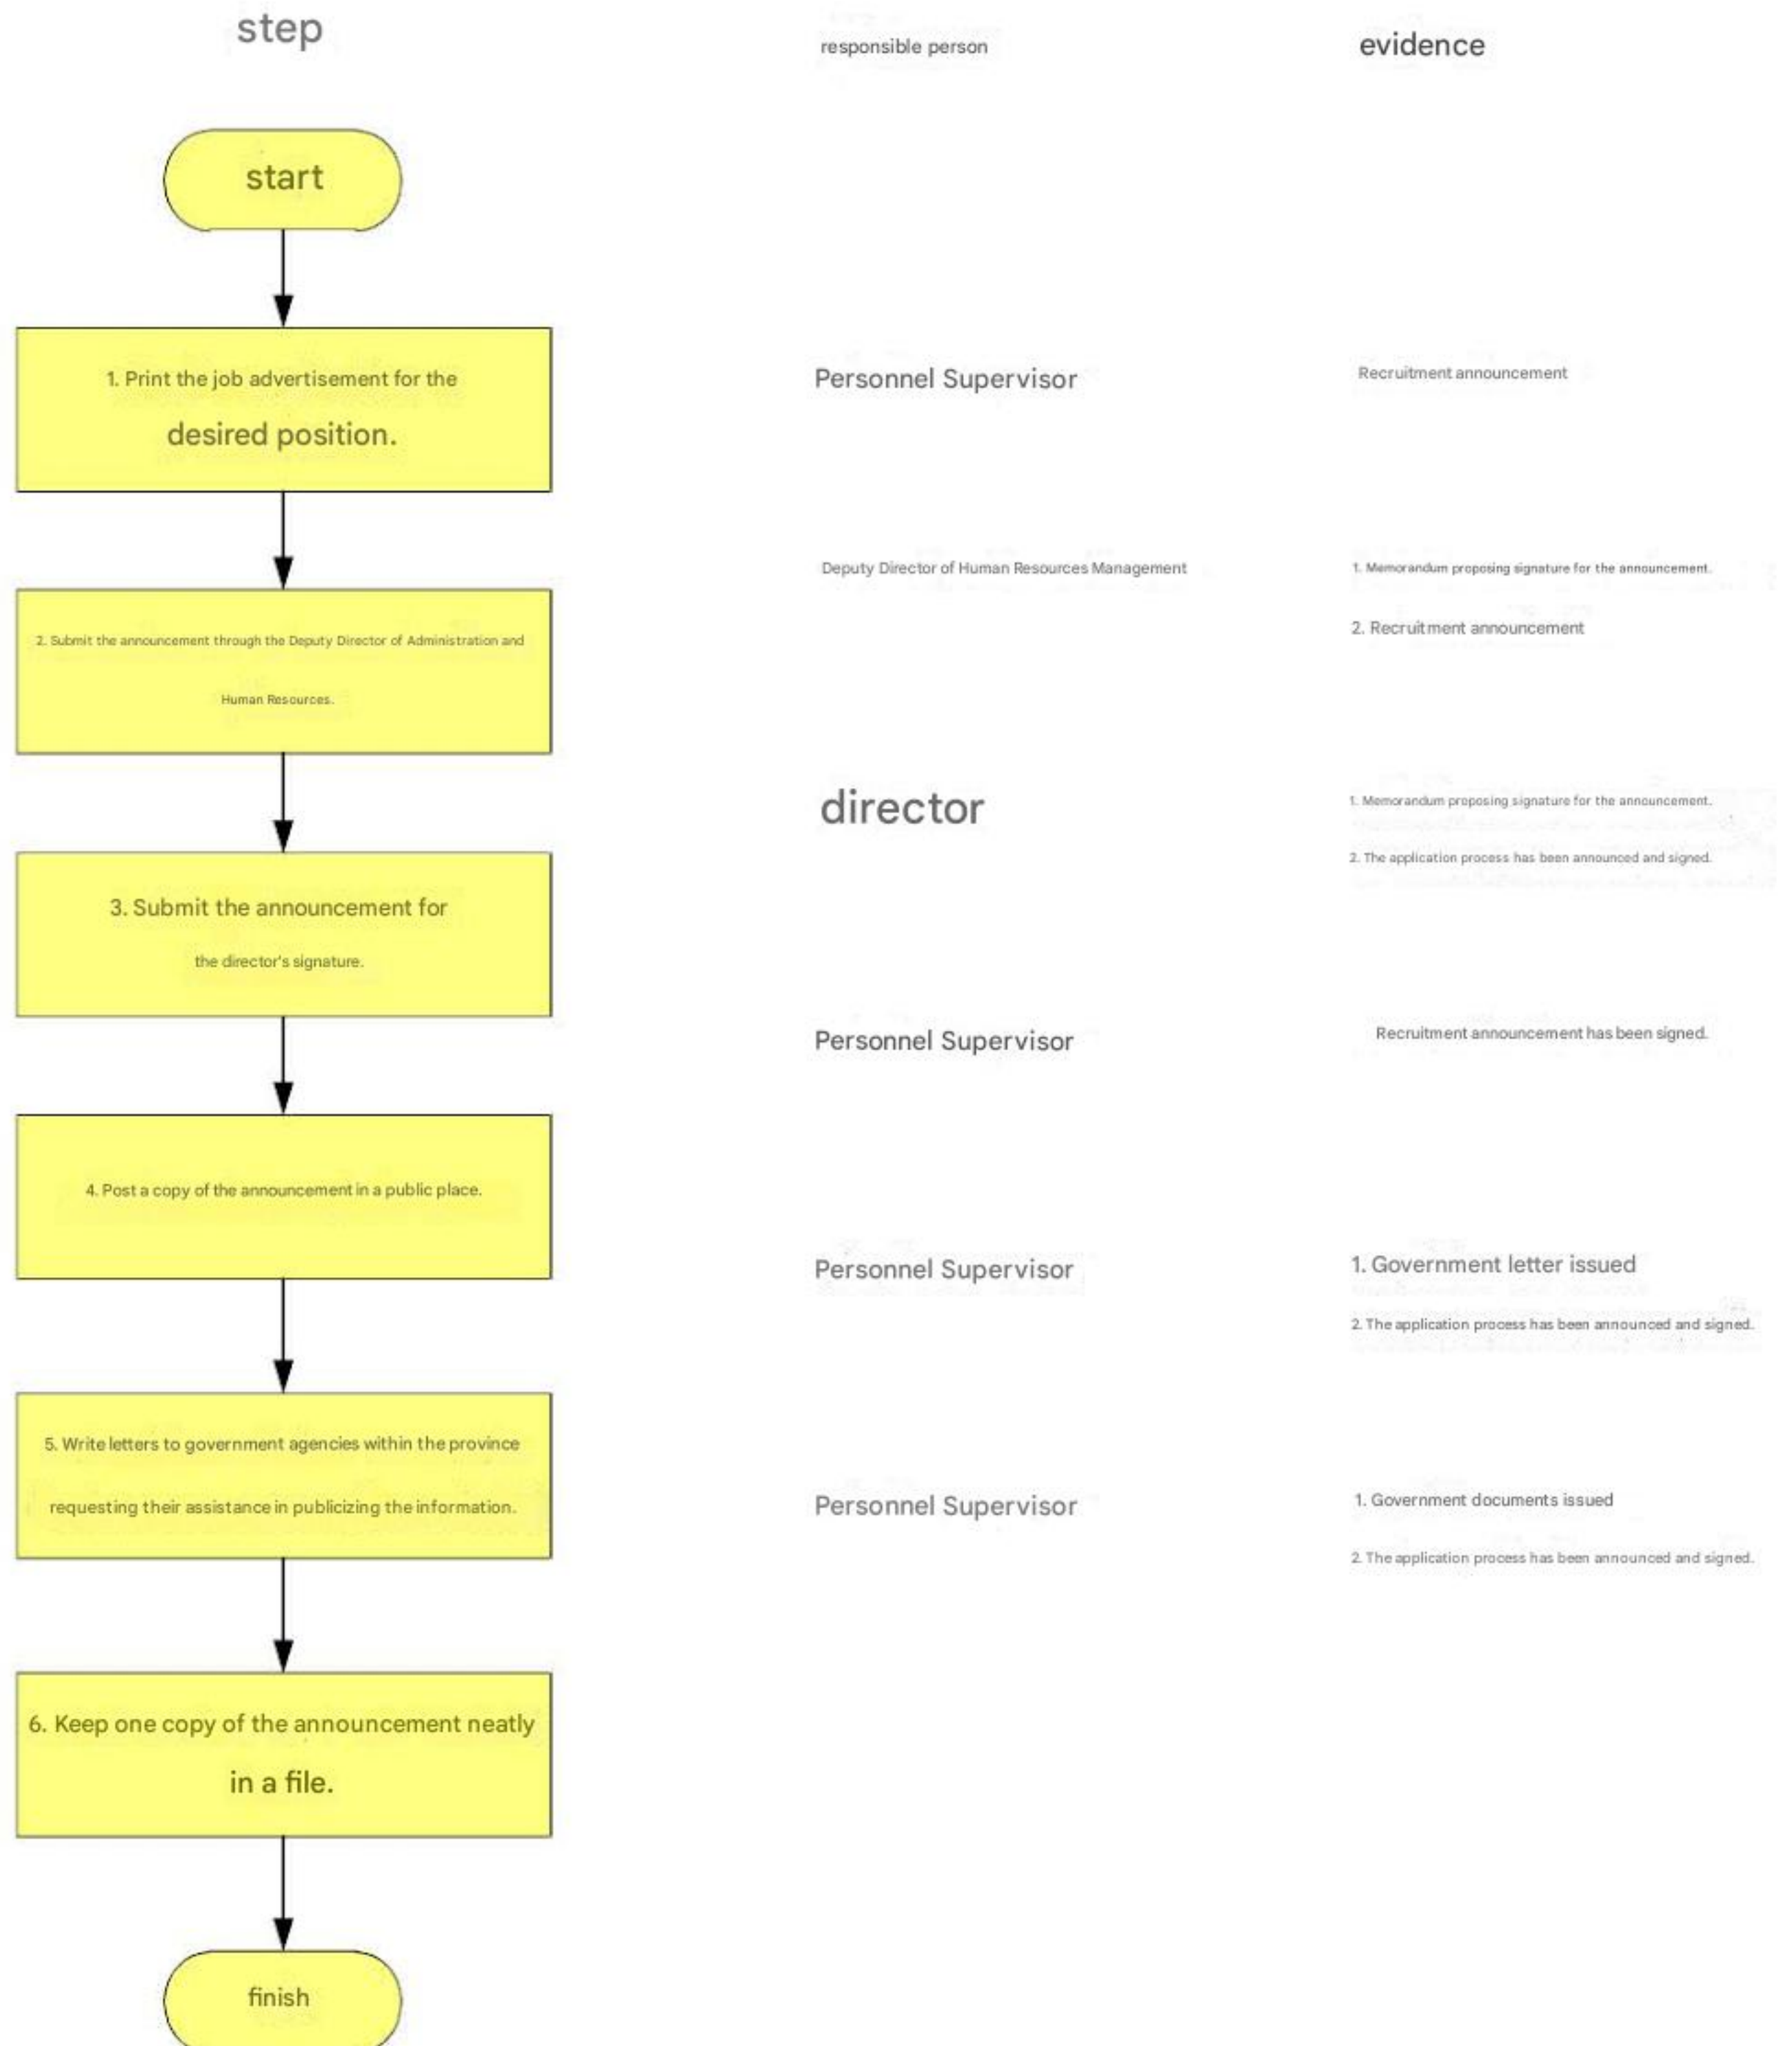 step
responsible person
evidence
start
1. Print the job advertisement for the
desired position.
Personnel Supervisor
Recruitment announcement
Deputy Director of Human Resources Management
1. Memorandum proposing signature for the announcement.
2. Recruitment announcement
2. Submit the announcement through the Deputy Director of Administration and
Human Resources.
director
1. Memorandum proposing signature for the announcement.
2. The application process has been announced and signed.
3. Submit the announcement for
the director's signature.
Personnel Supervisor
Recruitment announcement has been signed.
4. Post a copy of the announcement in a public place.
Personnel Supervisor
1. Government letter issued
2. The application process has been announced and signed.
5. Write letters to government agencies within the province
requesting their assistance in publicizing the information.
Personnel Supervisor
1. Government documents issued
2. The application process has been announced and signed.
6. Keep one copy of the announcement neatly
in a file.
finish